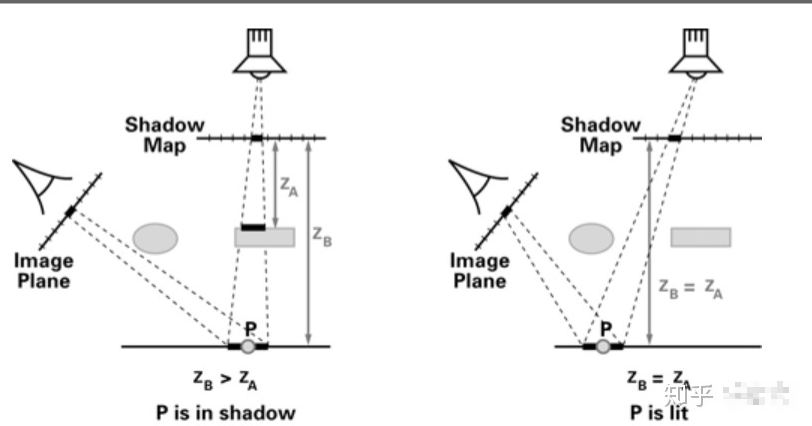 Shadow
Map
Z_A
Z_B
Image
Plane
P
Z_B > Z_A
P is in shadow
Shadow
Map
Z_B = Z_A
Image
Plane
P
Z_B = Z_A
P is lit
知乎